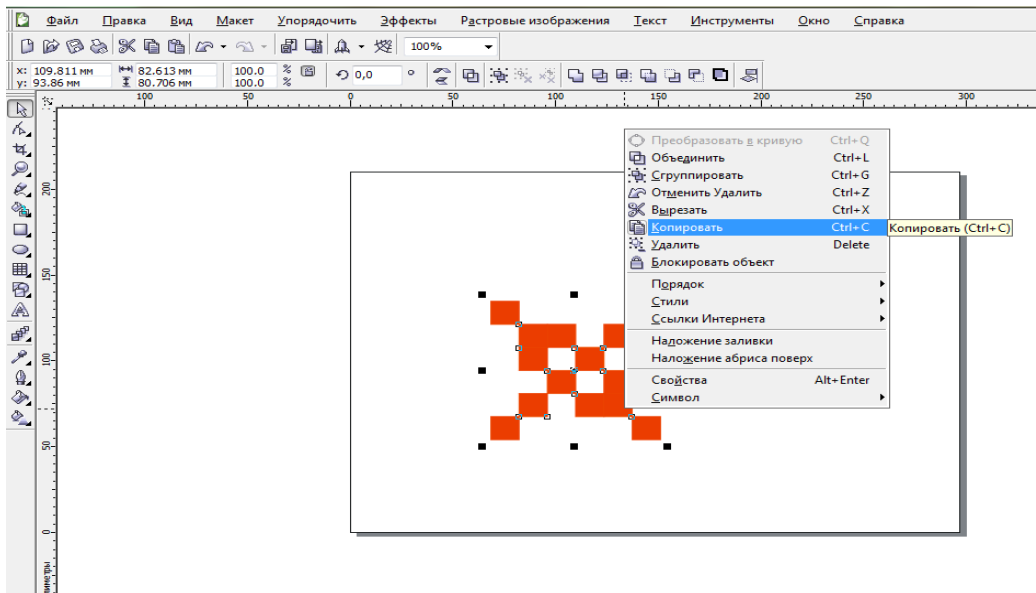 Файл Правка Вид Макет Упорядочить Эффекты Растровые изображения Текст Инструменты Окно Справка
100%
x: 109.811 мм 82.613 мм 100.0 % 0,0 °
y: 93.86 мм 80.706 мм 100.0 %
100 50 0 50 100 150 200 250 300
Преобразовать в кривую Ctrl+Q
Объединить Ctrl+L
Сгруппировать Ctrl+G
Отменить Удалить Ctrl+Z
Вырезать Ctrl+X
Копировать Ctrl+C Копировать (Ctrl+C)
Удалить Delete
Блокировать объект
Порядок
Стили
Ссылки Интернета
Наложение заливки
Наложение абриса поверх
Свойства Alt+Enter
Символ
200
150
100
50
0